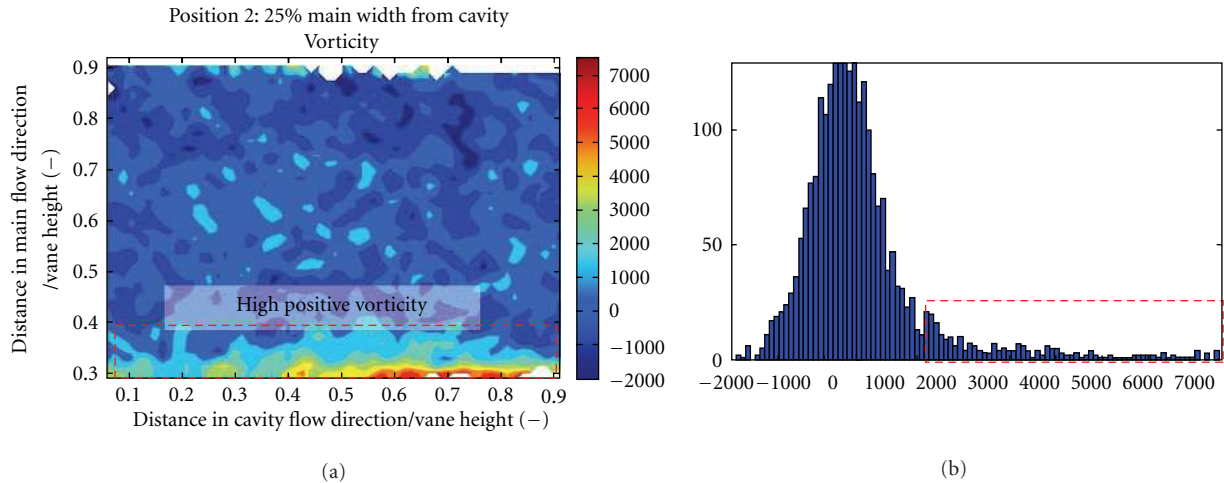 Position 2: 25% main width from cavity
Vorticity
Distance in main flow direction
/vane height (−)
0.9
0.8
0.7
0.6
0.5
0.4
0.3
High positive vorticity
0.1 0.2 0.3 0.4 0.5 0.6 0.7 0.8 0.9
Distance in cavity flow direction/vane height (−)
7000
6000
5000
4000
3000
2000
1000
0
−1000
−2000
(a)
100
50
0
−2000 −1000 0 1000 2000 3000 4000 5000 6000 7000
(b)